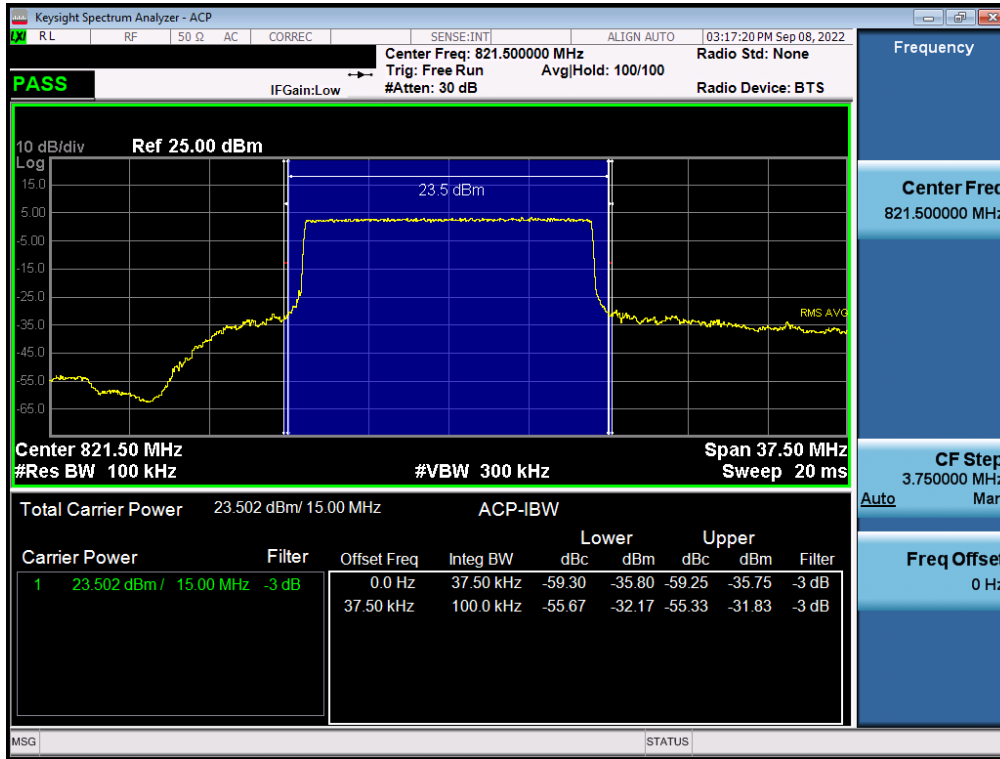 Keysight Spectrum Analyzer - ACP
LXI RL RF 50 Ω AC CORREC SENSE:INT ALIGN AUTO 03:17:20 PM Sep 08, 2022
Center Freq: 821.500000 MHz Radio Std: None
Trig: Free Run Avg|Hold: 100/100
PASS IFGain:Low #Atten: 30 dB Radio Device: BTS
10 dB/div Ref 25.00 dBm
Log
15.0
23.5 dBm
5.00
-5.00
-15.0
-25.0
RMS AVG
-35.0
-45.0
-55.0
-65.0
Center 821.50 MHz Span 37.50 MHz
#Res BW 100 kHz #VBW 300 kHz Sweep 20 ms
Total Carrier Power 23.502 dBm/ 15.00 MHz ACP-IBW
Lower Upper
Carrier Power Filter Offset Freq Integ BW dBc dBm dBc dBm Filter
1 23.502 dBm / 15.00 MHz -3 dB 0.0 Hz 37.50 kHz -59.30 -35.80 -59.25 -35.75 -3 dB
37.50 kHz 100.0 kHz -55.67 -32.17 -55.33 -31.83 -3 dB
MSG STATUS
Frequency
Center Freq
821.500000 MHz
CF Step
3.750000 MHz
Auto Man
Freq Offset
0 Hz